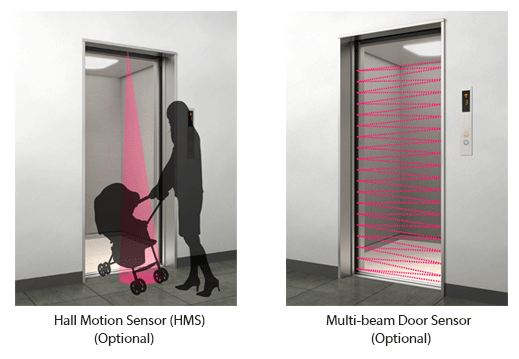 Hall Motion Sensor (HMS)
(Optional)
Multi-beam Door Sensor
(Optional)